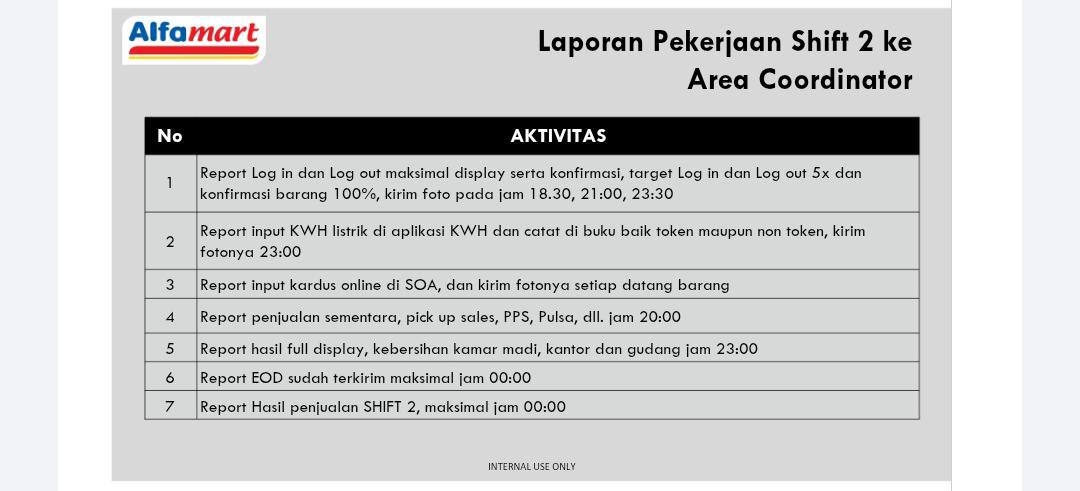 Alfamart
Laporan Pekerjaan Shift 2 ke
Area Coordinator
No AKTIVITAS
1 Report Log in dan Log out maksimal display serta konfirmasi, target Log in dan Log out 5x dan
konfirmasi barang 100%, kirim foto pada jam 18.30, 21:00, 23:30
2 Report input KWH listrik di aplikasi KWH dan catat di buku baik token maupun non token, kirim
fotonya 23:00
3 Report input kardus online di SOA, dan kirim fotonya setiap datang barang
4 Report penjualan sementara, pick up sales, PPS, Pulsa, dll. jam 20:00
5 Report hasil full display, kebersihan kamar madi, kantor dan gudang jam 23:00
6 Report EOD sudah terkirim maksimal jam 00:00
7 Report Hasil penjualan SHIFT 2, maksimal jam 00:00
INTERNAL USE ONLY